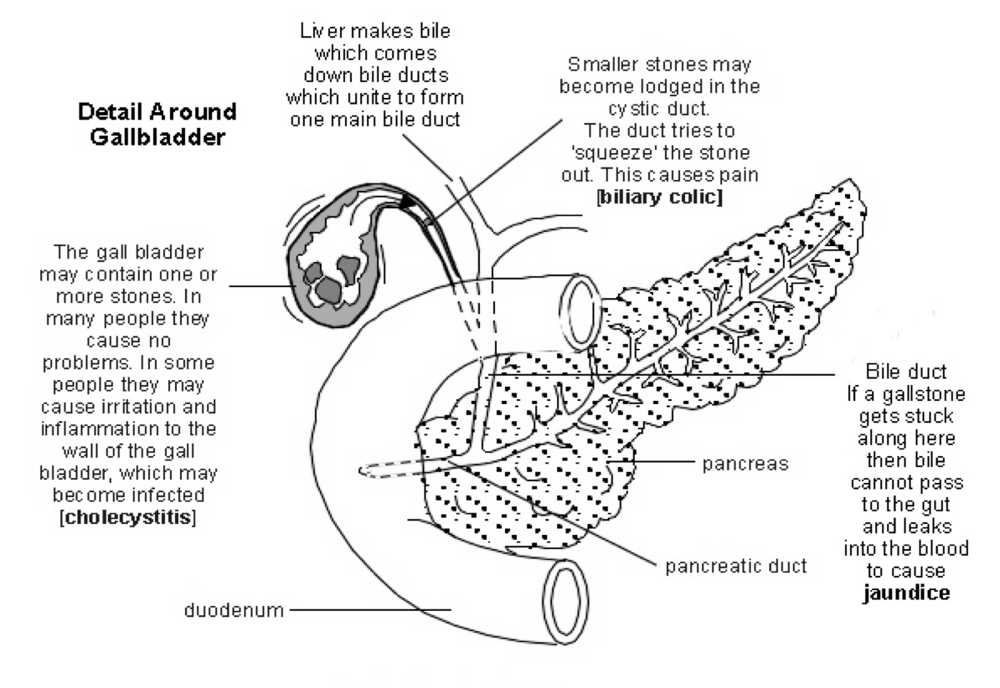 Detail Around
Gallbladder
Liver makes bile
which comes
down bile ducts
which unite to form
one main bile duct
Smaller stones may
become lodged in the
cystic duct.
The duct tries to
'squeeze' the stone
out. This causes pain
[biliary colic]
The gall bladder
may contain one or
more stones. In
many people they
cause no
problems. In some
people they may
cause irritation and
inflammation to the
wall of the gall
bladder, which may
become infected
[cholecystitis]
Bile duct
If a gallstone
gets stuck
along here
then bile
cannot pass
to the gut
and leaks
into the blood
to cause
jaundice
pancreas
pancreatic duct
duodenum